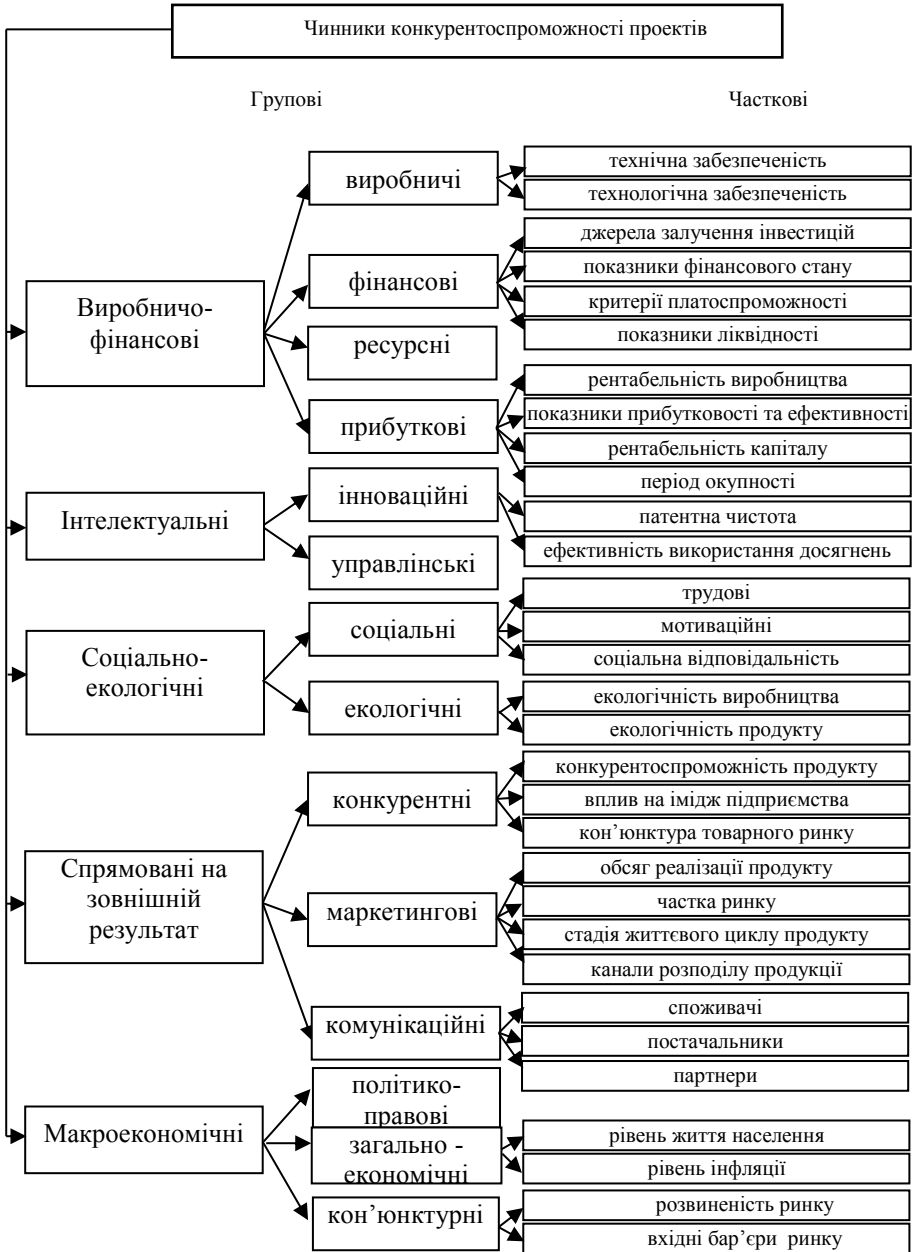 Чинники конкурентоспроможності проектів
Групові
Часткові
Виробничо-
фінансові
виробничі
технічна забезпеченість
технологічна забезпеченість
фінансові
джерела залучення інвестицій
показники фінансового стану
критерії платоспроможності
показники ліквідності
ресурсні
прибуткові
рентабельність виробництва
показники прибутковості та ефективності
рентабельність капіталу
період окупності
Інтелектуальні
інноваційні
патентна чистота
ефективність використання досягнень
управлінські
Соціально-
екологічні
соціальні
трудові
мотиваційні
соціальна відповідальність
екологічні
екологічність виробництва
екологічність продукту
Спрямовані на
зовнішній
результат
конкурентні
конкурентоспроможність продукту
вплив на імідж підприємства
кон’юнктура товарного ринку
маркетингові
обсяг реалізації продукту
частка ринку
стадія життєвого циклу продукту
канали розподілу продукції
комунікаційні
споживачі
постачальники
партнери
Макроекономічні
політико-
правові
загально -
економічні
рівень життя населення
рівень інфляції
кон’юнктурні
розвиненість ринку
вхідні бар’єри ринку